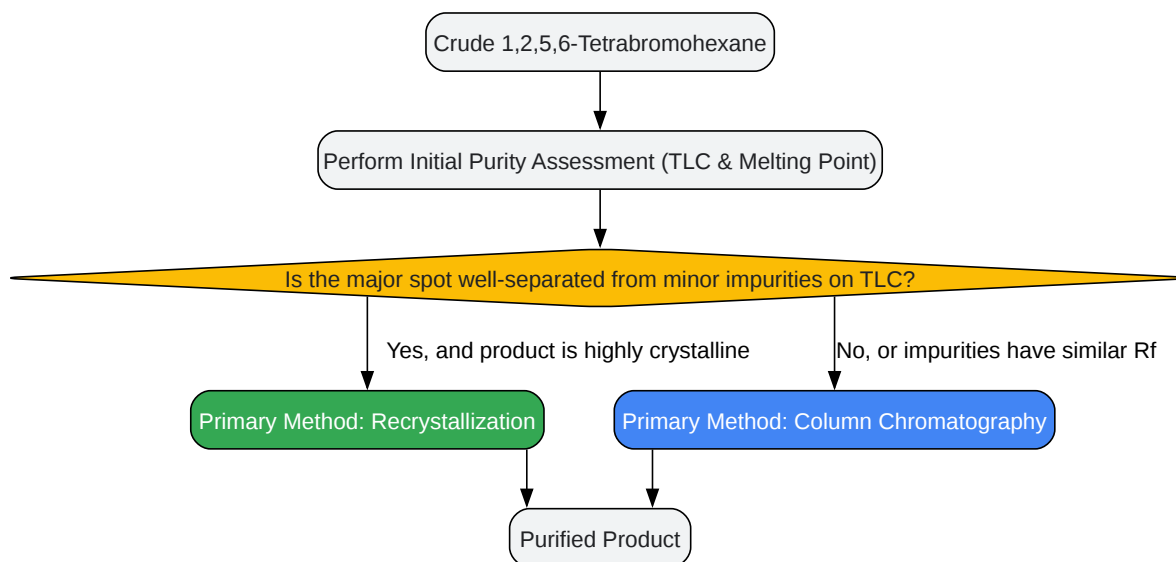 Crude 1,2,5,6-Tetrabromohexane
Perform Initial Purity Assessment (TLC & Melting Point)
Is the major spot well-separated from minor impurities on TLC?
Yes, and product is highly crystalline
No, or impurities have similar Rf
Primary Method: Recrystallization
Primary Method: Column Chromatography
Purified Product